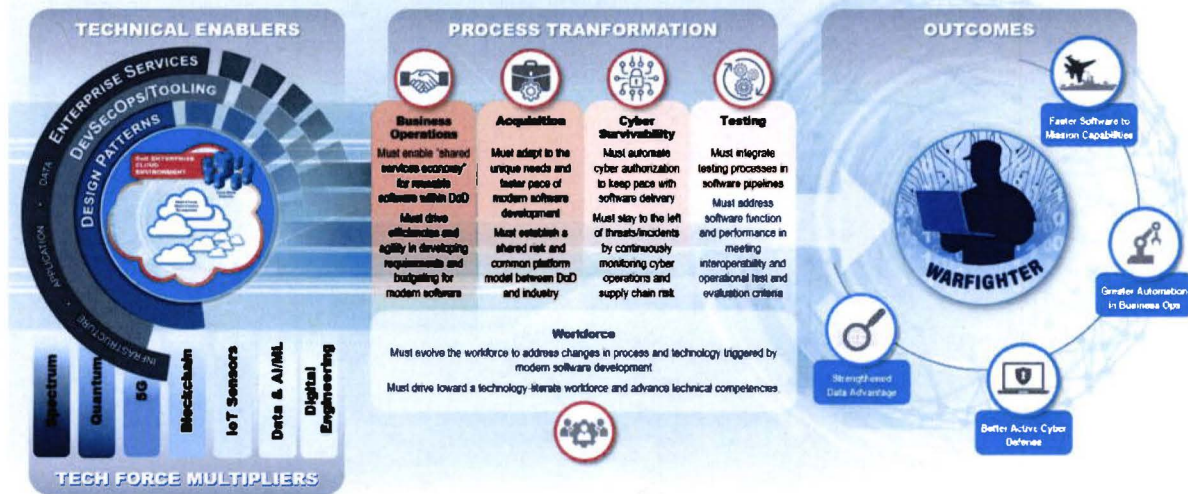 TECHNICAL ENABLERS
ENTERPRISE SERVICES
DEVSECOPS/TOOLING
DESIGN PATTERNS
INFRASTRUCTURE • APPLICATION • DATA
DoD ENTERPRISE
CLOUD
ENVIRONMENT
Spectrum
Quantum
5G
Blockchain
IoT Sensors
Data & AI/ML
Digital
Engineering
TECH FORCE MULTIPLIERS
PROCESS TRANFORMATION
Business
Operations
Must enable "shared
services economy"
for reusable
software within DoD
Must drive
efficiencies and
agility in developing
requirements and
budgeting for
modern software
Acquisition
Must adapt to the
unique needs and
faster pace of
modern software
development
Must establish a
shared risk and
common platform
model between DoD
and industry
Cyber
Survivability
Must automate
cyber authorization
to keep pace with
software delivery
Must stay to the left
of threats/incidents
by continuously
monitoring cyber
operations and
supply chain risk
Testing
Must integrate
testing processes in
software pipelines
Must address
software function
and performance in
meeting
interoperability and
operational test and
evaluation criteria
Workforce
Must evolve the workforce to address changes in process and technology triggered by
modern software development
Must drive toward a technology-literate workforce and advance technical competencies
OUTCOMES
Faster Software to
Mission Capabilities
WARFIGHTER
Greater Automation
in Business Ops
Better Active Cyber
Defense
Strengthened
Data Advantage